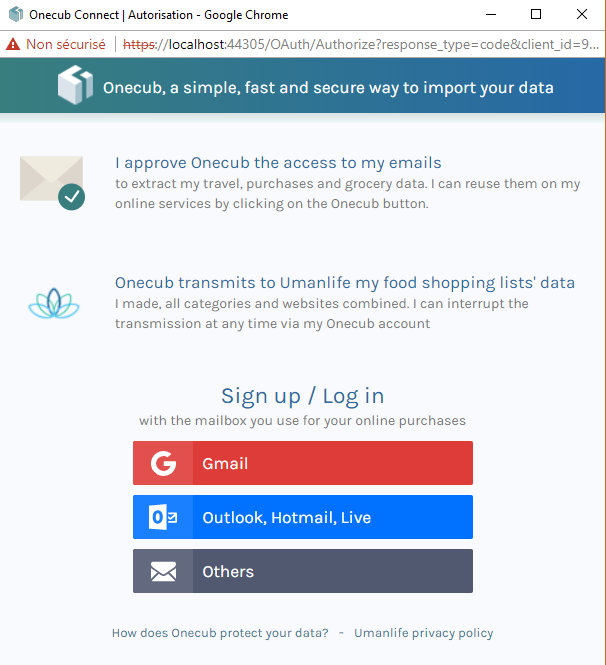 Onecub Connect | Autorisation - Google Chrome
Non sécurisé | https://localhost:44305/OAuth/Authorize?response_type=code&client_id=9...
Onecub, a simple, fast and secure way to import your data
I approve Onecub the access to my emails
to extract my travel, purchases and grocery data. I can reuse them on my
online services by clicking on the Onecub button.
Onecub transmits to Umanlife my food shopping lists' data
I made, all categories and websites combined. I can interrupt the
transmission at any time via my Onecub account
Sign up / Log in
with the mailbox you use for your online purchases
Gmail
Outlook, Hotmail, Live
Others
How does Onecub protect your data? - Umanlife privacy policy